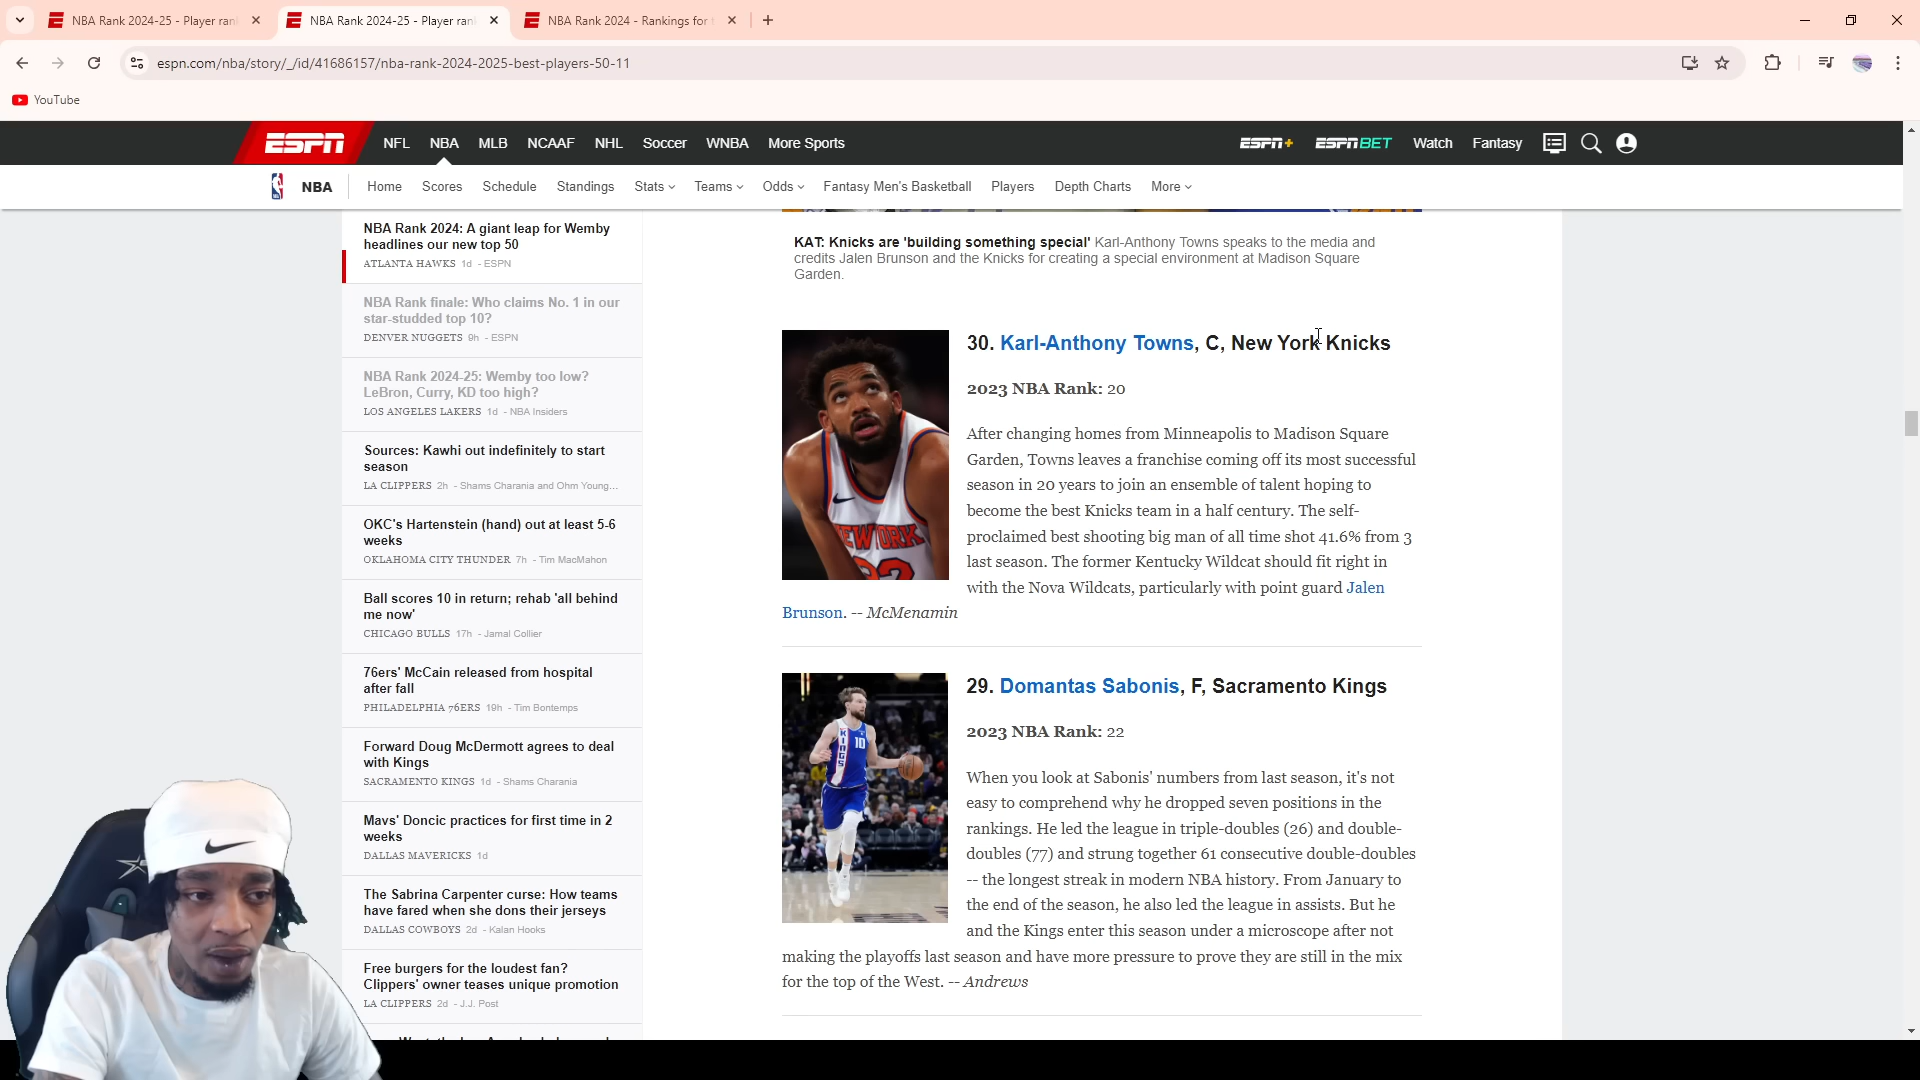 NBA Rank 2024-25 - Player ran
NBA Rank 2024-25 - Player ran
NBA Rank 2024 - Rankings for
espn.com/nba/story/_/id/41686157/nba-rank-2024-2025-best-players-50-11
YouTube
ESPN
NFL
NBA
MLB
NCAAF
NHL
Soccer
WNBA
More Sports
ESPN+
ESPN BET
Watch
Fantasy
NBA
Home
Scores
Schedule
Standings
Stats
Teams
Odds
Fantasy Men's Basketball
Players
Depth Charts
More
NBA Rank 2024: A giant leap for Wemby
headlines our new top 50
ATLANTA HAWKS 1d - ESPN
NBA Rank finale: Who claims No. 1 in our
star-studded top 10?
DENVER NUGGETS 9h - ESPN
NBA Rank 2024-25: Wemby too low?
LeBron, Curry, KD too high?
LOS ANGELES LAKERS 1d - NBA Insiders
Sources: Kawhi out indefinitely to start
season
LA CLIPPERS 2h - Shams Charania and Ohm Young...
OKC's Hartenstein (hand) out at least 5-6
weeks
OKLAHOMA CITY THUNDER 7h - Tim MacMahon
Ball scores 10 in return; rehab 'all behind
me now'
CHICAGO BULLS 17h - Jamal Collier
76ers' McCain released from hospital
after fall
PHILADELPHIA 76ERS 19h - Tim Bontemps
Forward Doug McDermott agrees to deal
with Kings
SACRAMENTO KINGS 1d - Shams Charania
Mavs' Doncic practices for first time in 2
weeks
DALLAS MAVERICKS 1d
The Sabrina Carpenter curse: How teams
have fared when she dons their jerseys
DALLAS COWBOYS 2d - Kalan Hooks
Free burgers for the loudest fan?
Clippers' owner teases unique promotion
LA CLIPPERS 2d - J.J. Post
KAT: Knicks are 'building something special' Karl-Anthony Towns speaks to the media and
credits Jalen Brunson and the Knicks for creating a special environment at Madison Square
Garden.
30. Karl-Anthony Towns, C, New York Knicks
2023 NBA Rank: 20
After changing homes from Minneapolis to Madison Square
Garden, Towns leaves a franchise coming off its most successful
season in 20 years to join an ensemble of talent hoping to
become the best Knicks team in a half century. The self-
proclaimed best shooting big man of all time shot 41.6% from 3
last season. The former Kentucky Wildcat should fit right in
with the Nova Wildcats, particularly with point guard Jalen
Brunson. -- McMenamin
NEW YORK
29. Domantas Sabonis, F, Sacramento Kings
2023 NBA Rank: 22
When you look at Sabonis' numbers from last season, it's not
easy to comprehend why he dropped seven positions in the
rankings. He led the league in triple-doubles (26) and double-
doubles (77) and strung together 61 consecutive double-doubles
-- the longest streak in modern NBA history. From January to
the end of the season, he also led the league in assists. But he
and the Kings enter this season under a microscope after not
making the playoffs last season and have more pressure to prove they are still in the mix
for the top of the West. -- Andrews
KINGS
10